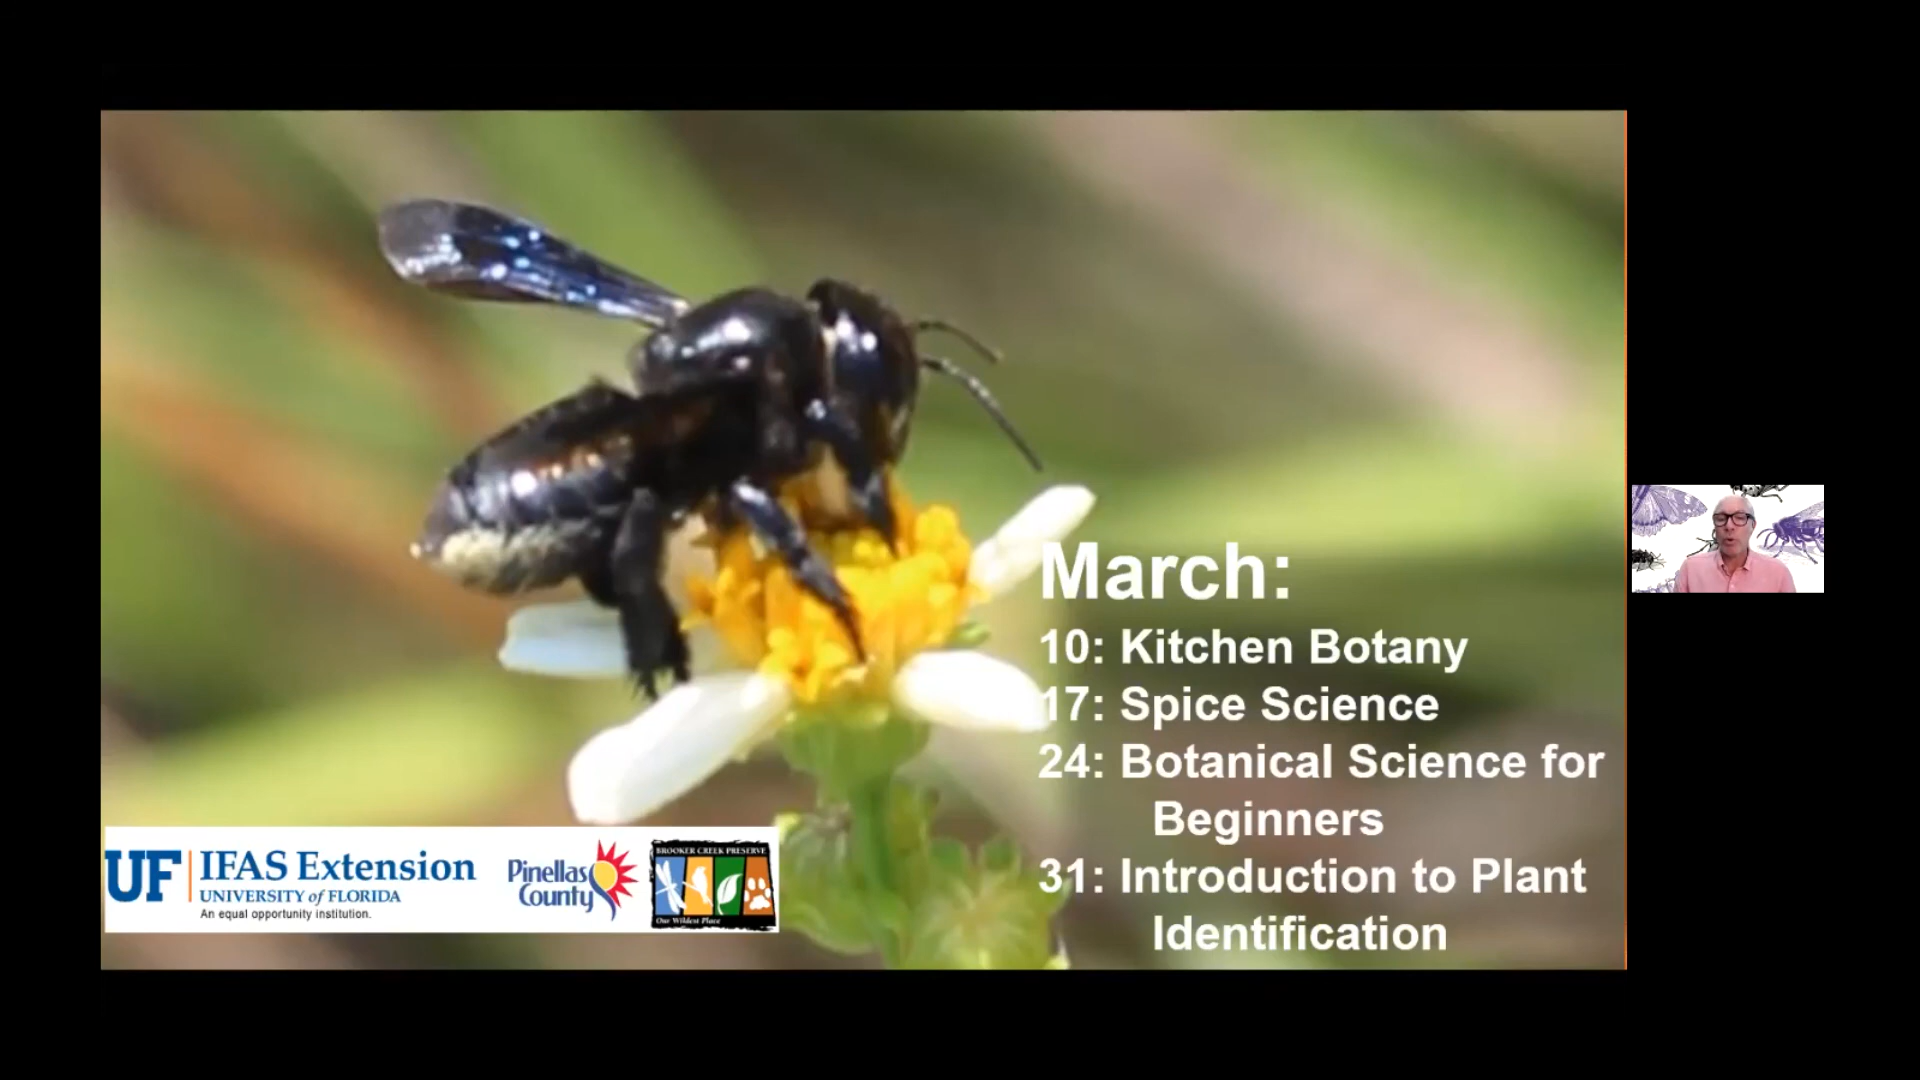 March:
10: Kitchen Botany
17: Spice Science
24: Botanical Science for
Beginners
31: Introduction to Plant
Identification
UF IFAS Extension
UNIVERSITY of FLORIDA
An equal opportunity institution.
Pinellas
County
BROOKER CREEK PRESERVE
Our Wildest Place